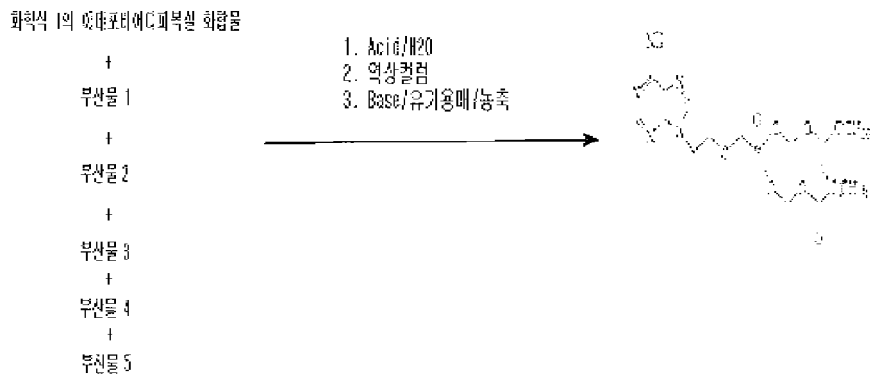 화학식 1의 아데포비어디피복실 화합물
+
부산물 1
+
부산물 2
+
부산물 3
+
부산물 4
+
부산물 5
1. Acid/H2O
2. 역상컬럼
3. Base/유기용매/농축